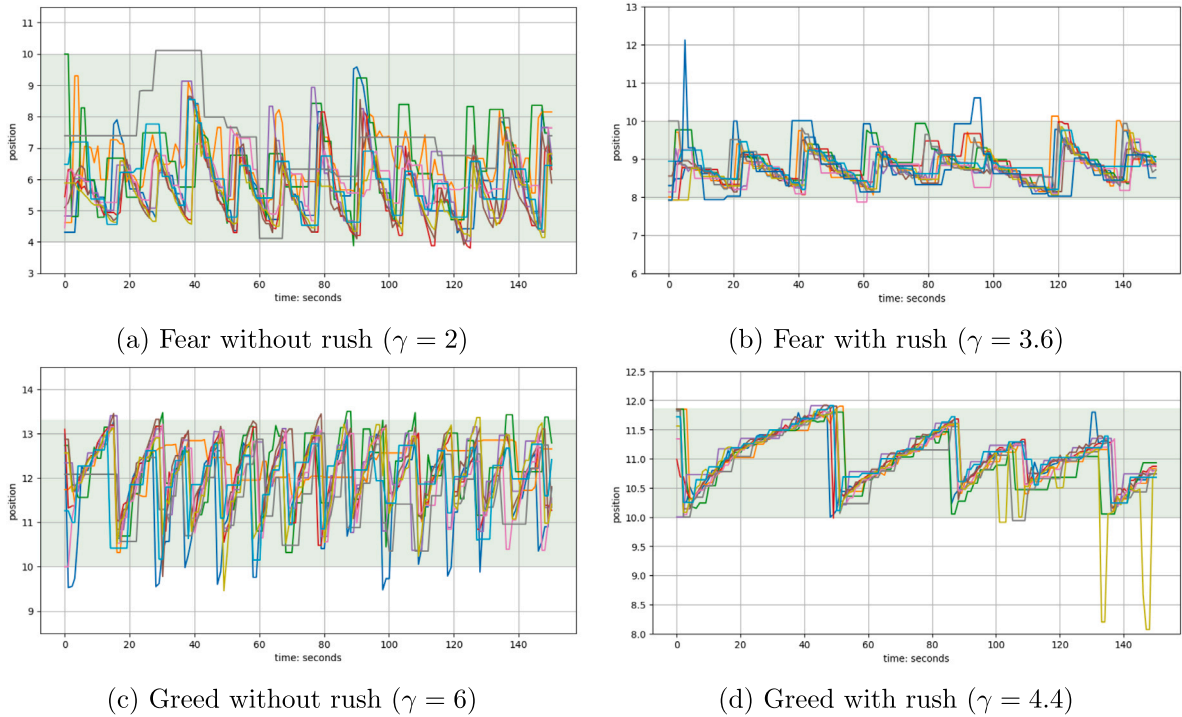 11
10
9
8
7
6
5
4
3
position
0 20 40 60 80 100 120 140
time: seconds
(a) Fear without rush (γ = 2)
13
12
11
10
9
8
7
6
position
0 20 40 60 80 100 120 140
time: seconds
(b) Fear with rush (γ = 3.6)
14
13
12
11
10
9
position
0 20 40 60 80 100 120 140
time: seconds
(c) Greed without rush (γ = 6)
12.5
12.0
11.5
11.0
10.5
10.0
9.5
9.0
8.5
8.0
position
0 20 40 60 80 100 120 140
time: seconds
(d) Greed with rush (γ = 4.4)